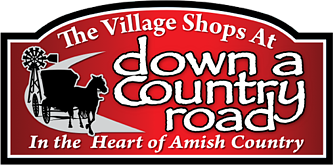 The Village Shops At
down a
country
road
In the Heart of Amish Country